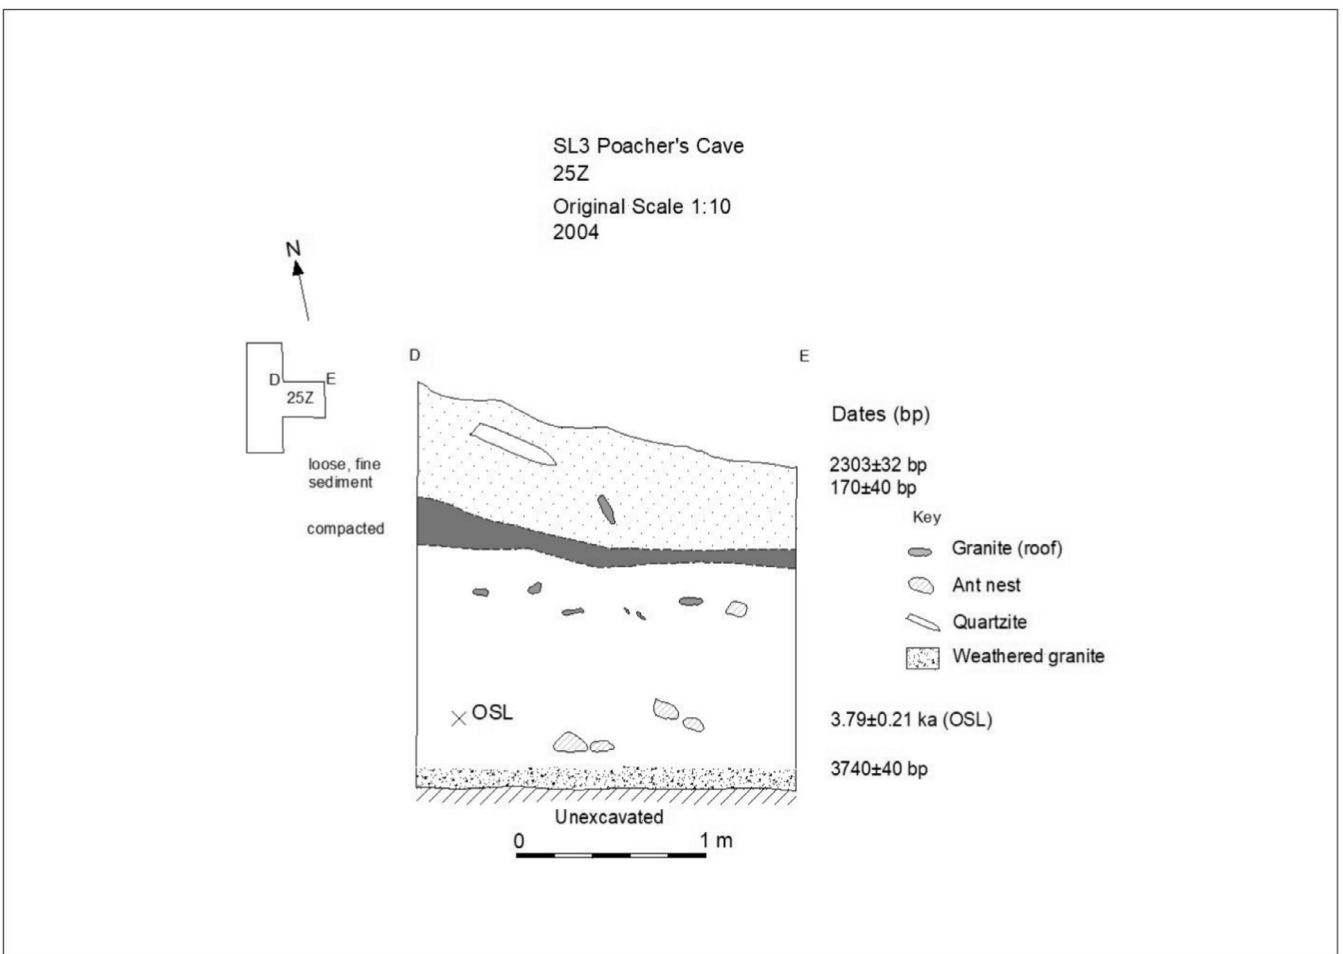 SL3 Poacher's Cave
25Z
Original Scale 1:10
2004
N
D
E
D
E
25Z
Dates (bp)
loose, fine
sediment
2303±32 bp
170±40 bp
compacted
Key
Granite (roof)
Ant nest
Quartzite
Weathered granite
OSL
3.79±0.21 ka (OSL)
3740±40 bp
Unexcavated
0 1 m